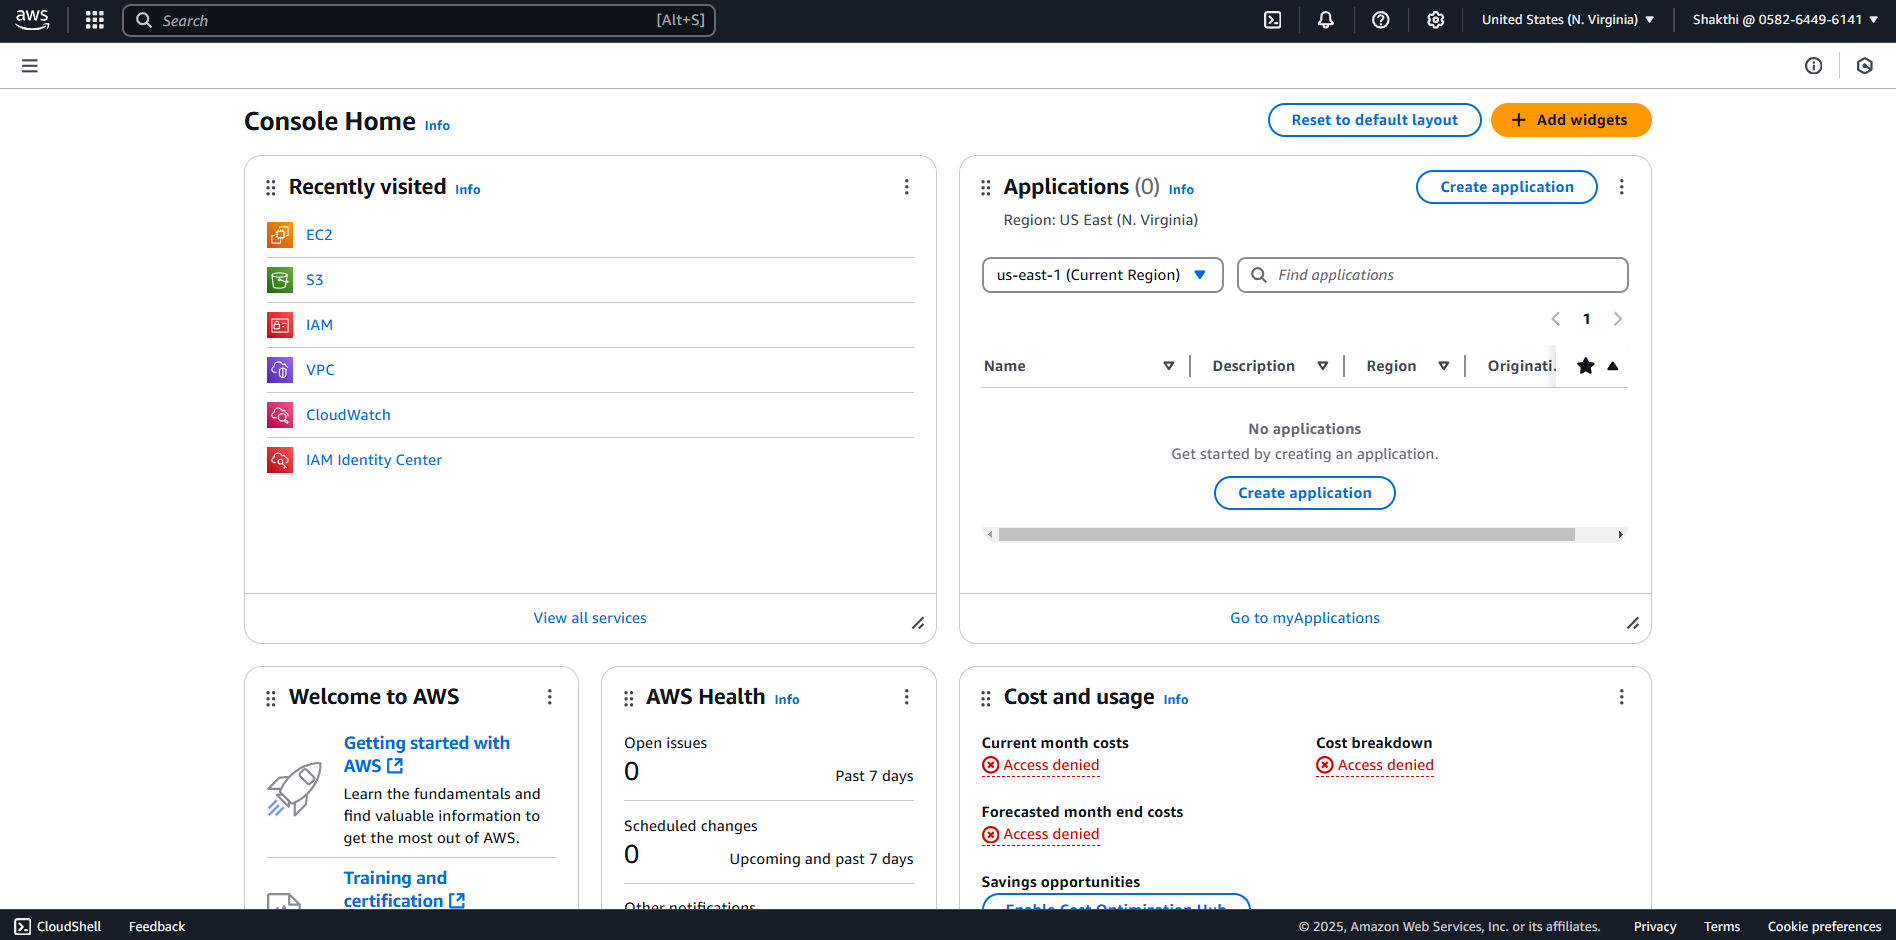 aws
Search [Alt+S]
United States (N. Virginia)
Shakthi @ 0582-6449-6141
Console Home Info
Reset to default layout
Add widgets
Recently visited Info
EC2
S3
IAM
VPC
CloudWatch
IAM Identity Center
View all services
Applications (0) Info
Create application
Region: US East (N. Virginia)
us-east-1 (Current Region)
Find applications
1
Name Description Region Originati.
No applications
Get started by creating an application.
Create application
Go to myApplications
Welcome to AWS
Getting started with
AWS
Learn the fundamentals and
find valuable information to
get the most out of AWS.
Training and
certification
AWS Health Info
Open issues
0 Past 7 days
Scheduled changes
0 Upcoming and past 7 days
Other notifications
Cost and usage Info
Current month costs
Access denied
Cost breakdown
Access denied
Forecasted month end costs
Access denied
Savings opportunities
Enable Cost Optimization Hub
CloudShell Feedback
© 2025, Amazon Web Services, Inc. or its affiliates. Privacy Terms Cookie preferences